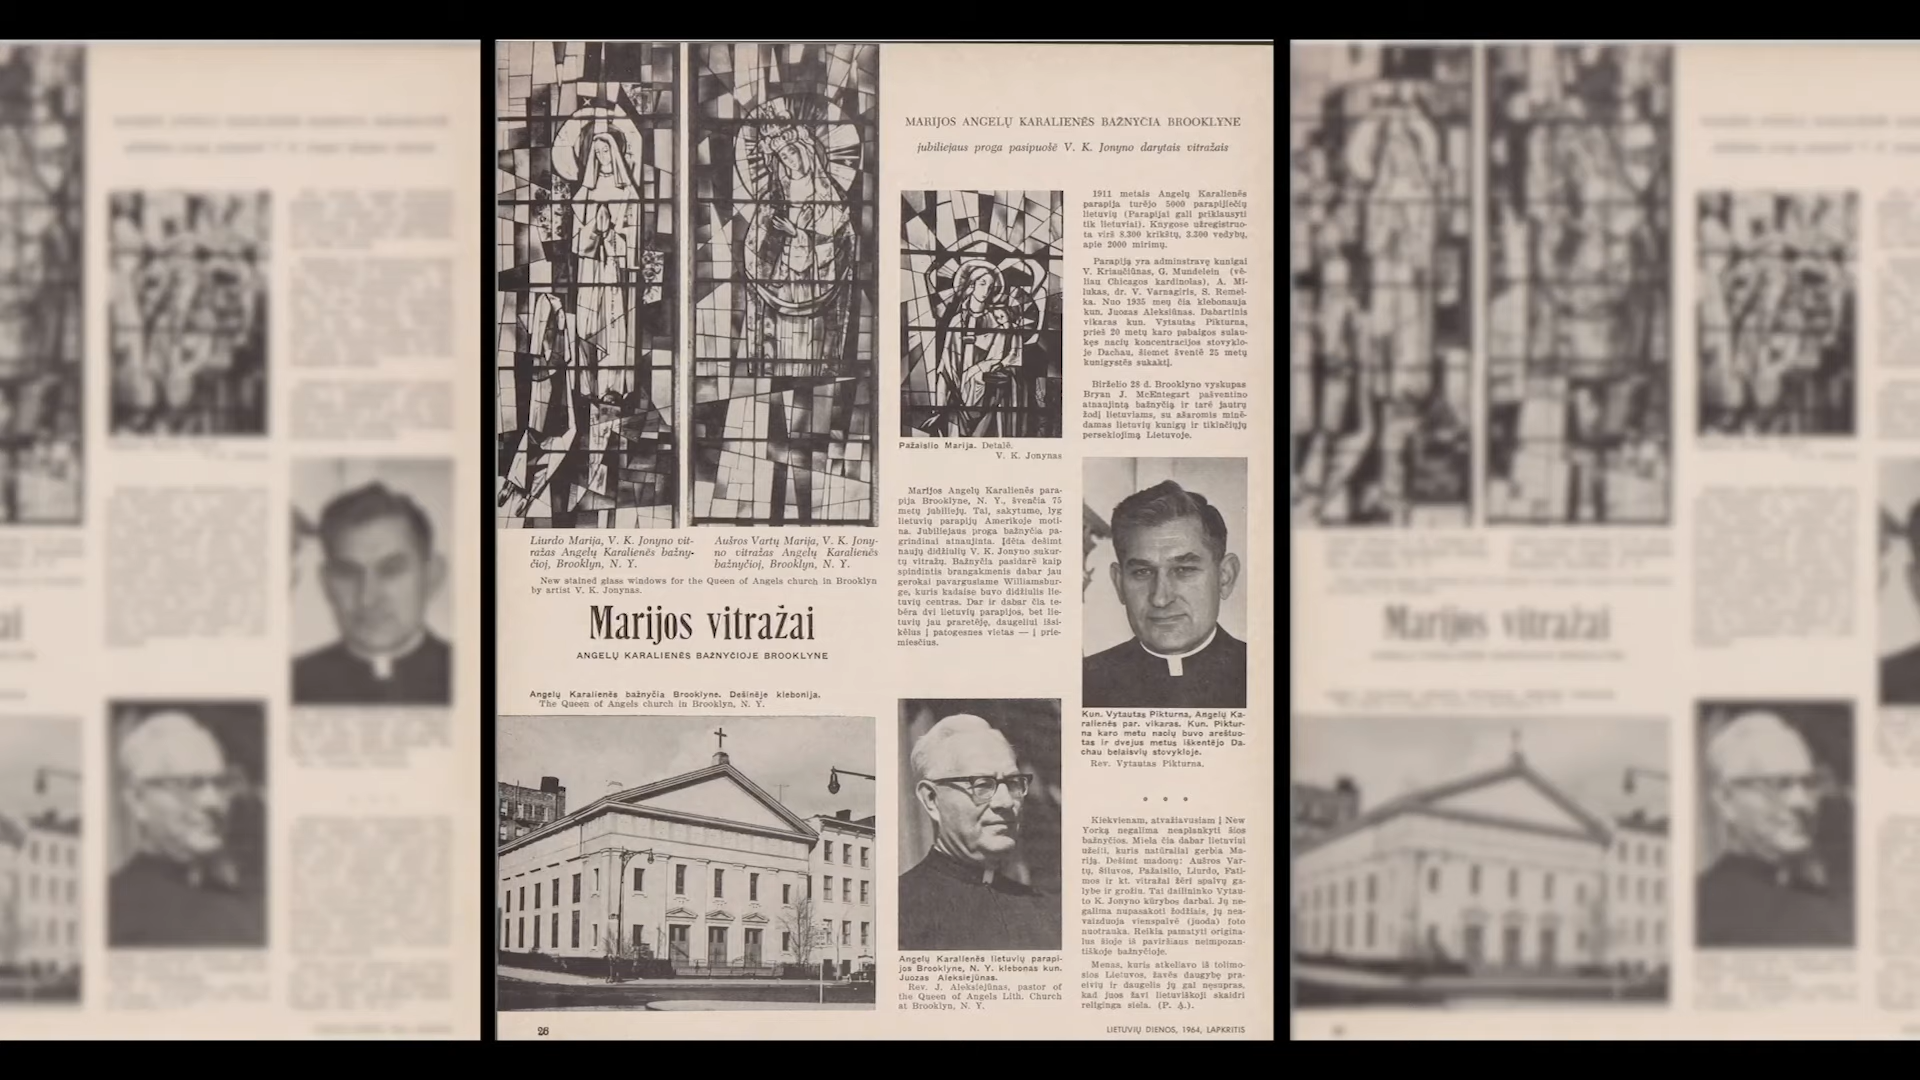 MARIJOS ANGELŲ KARALIENĖS BAŽNYČIA BROOKLYNE
jubiliejaus proga pasipuošė V. K. Jonyno darytais vitražais
Liurdo Marija, V. K. Jonyno vit-
ražas Angelų Karalienės bažny-
čioj, Brooklyn, N. Y.
Aušros Vartų Marija, V. K. Jony-
no vitražas Angelų Karalienės
bažnyčioj, Brooklyn, N. Y.
New stained glass windows for the Queen of Angels church in Brooklyn
by artist V. K. Jonynas.
Marijos vitražai
ANGELŲ KARALIENĖS BAŽNYČIOJE BROOKLYNE
Angelų Karalienės bažnyčia Brooklyne. Dešinėje klebonija.
The Queen of Angels church in Brooklyn, N. Y.
26
Pažaislio Marija. Detalė.
V. K. Jonynas
Marijos Angelų Karalienės para-
pija Brooklyne, N. Y., švenčia 75
metų jubiliejų. Tai, sakytume, lyg
lietuvių parapijų Amerikoje moti-
na. Jubiliejaus proga bažnyčia pa-
grindinai atnaujinta. Įdėta dešimt
naujų didžiulių V. K. Jonyno sukur-
tų vitražų. Bažnyčia pasidarė kaip
spindintis brangakmenis dabar jau
gerokai pavargusiame Williamsbur-
ge, kuris kadaise buvo didžiulis lie-
tuvių centras. Dar ir dabar čia te-
bėra dvi lietuvių parapijos, bet lie-
tuvių jau praretėję, daugeliui išsi-
kėlus į patogesnes vietas — į prie-
miesčius.
Angelų Karalienės lietuvių parapi-
jos Brooklyne, N. Y. klebonas kun.
Juozas Aleksiejūnas.
Rev. J. Aleksiejūnas, pastor of
the Queen of Angels Lith. Church
at Brooklyn, N. Y.
1911 metais Angelų Karalienės
parapija turėjo 5000 parapijiečių
lietuvių (Parapijai gali priklausyti
tik lietuviai). Knygose užregistruo-
ta virš 8.300 krikštų, 3.300 vedybų,
apie 2000 mirimų.
Parapiją yra adminstravę kunigai
V. Kriaučiūnas, G. Mundelein (vė-
liau Chicagos kardinolas), A. Mi-
lukas, dr. V. Varnagiris, S. Remei-
ka. Nuo 1935 metų čia klebonauja
kun. Juozas Aleksiūnas. Dabartinis
vikaras kun. Vytautas Pikturna,
prieš 20 metų karo pabaigos sulau-
kęs nacių koncentracijos stovyklo-
je Dachau, šiemet šventė 25 metų
kunigystės sukaktį.
Birželio 28 d. Brooklyno vyskupas
Bryan J. McEntegart pašventino
atnaujintą bažnyčią ir tarė jautrų
žodį lietuviams, su ašaromis minė-
damas lietuvių kunigų ir tikinčiųjų
persekiojimą Lietuvoje.
Kun. Vytautas Pikturna, Angelų Ka-
ralienės par. vikaras. Kun. Piktur-
na karo metu nacių buvo areštuo-
tas ir dvejus metus iškentėjo Da-
chau belaisvių stovykloje.
Rev. Vytautas Pikturna.
Kiekvienam, atvažiavusiam į New
Yorką negalima neaplankyti šios
bažnyčios. Miela čia dabar lietuviui
užeiti, kuris natūraliai gerbia Ma-
riją. Dešimt madonų: Aušros Var-
tų, Šiluvos, Pažaislio, Liurdo, Fati-
mos ir kt. vitražai žėri spalvų ga-
lybe ir grožiu. Tai dailininko Vytau-
to K. Jonyno kūrybos darbai. Jų ne-
galima nupasakoti žodžiais, jų nea-
vaizduoja vienspalvė (juoda) foto
nuotrauka. Reikia pamatyti origina-
lus šioje iš paviršiaus neimpozan-
tiškoje bažnyčioje.
Menas, kuris atkeliavo iš tolimo-
sios Lietuvos, žavės daugybę pra-
eivių ir daugelis jų gal nesupras,
kad juos žavi lietuviškoji skaidri
religinga siela. (P. A.).
LIETUVIŲ DIENOS, 1964, LAPKRITIS